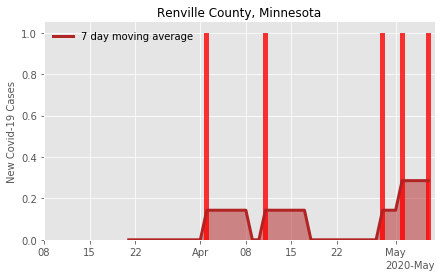 Renville County, Minnesota
7 day moving average
New Covid-19 Cases
1.0
0.8
0.6
0.4
0.2
0.0
08 15 22 Apr 08 15 22 May 08
2020-May